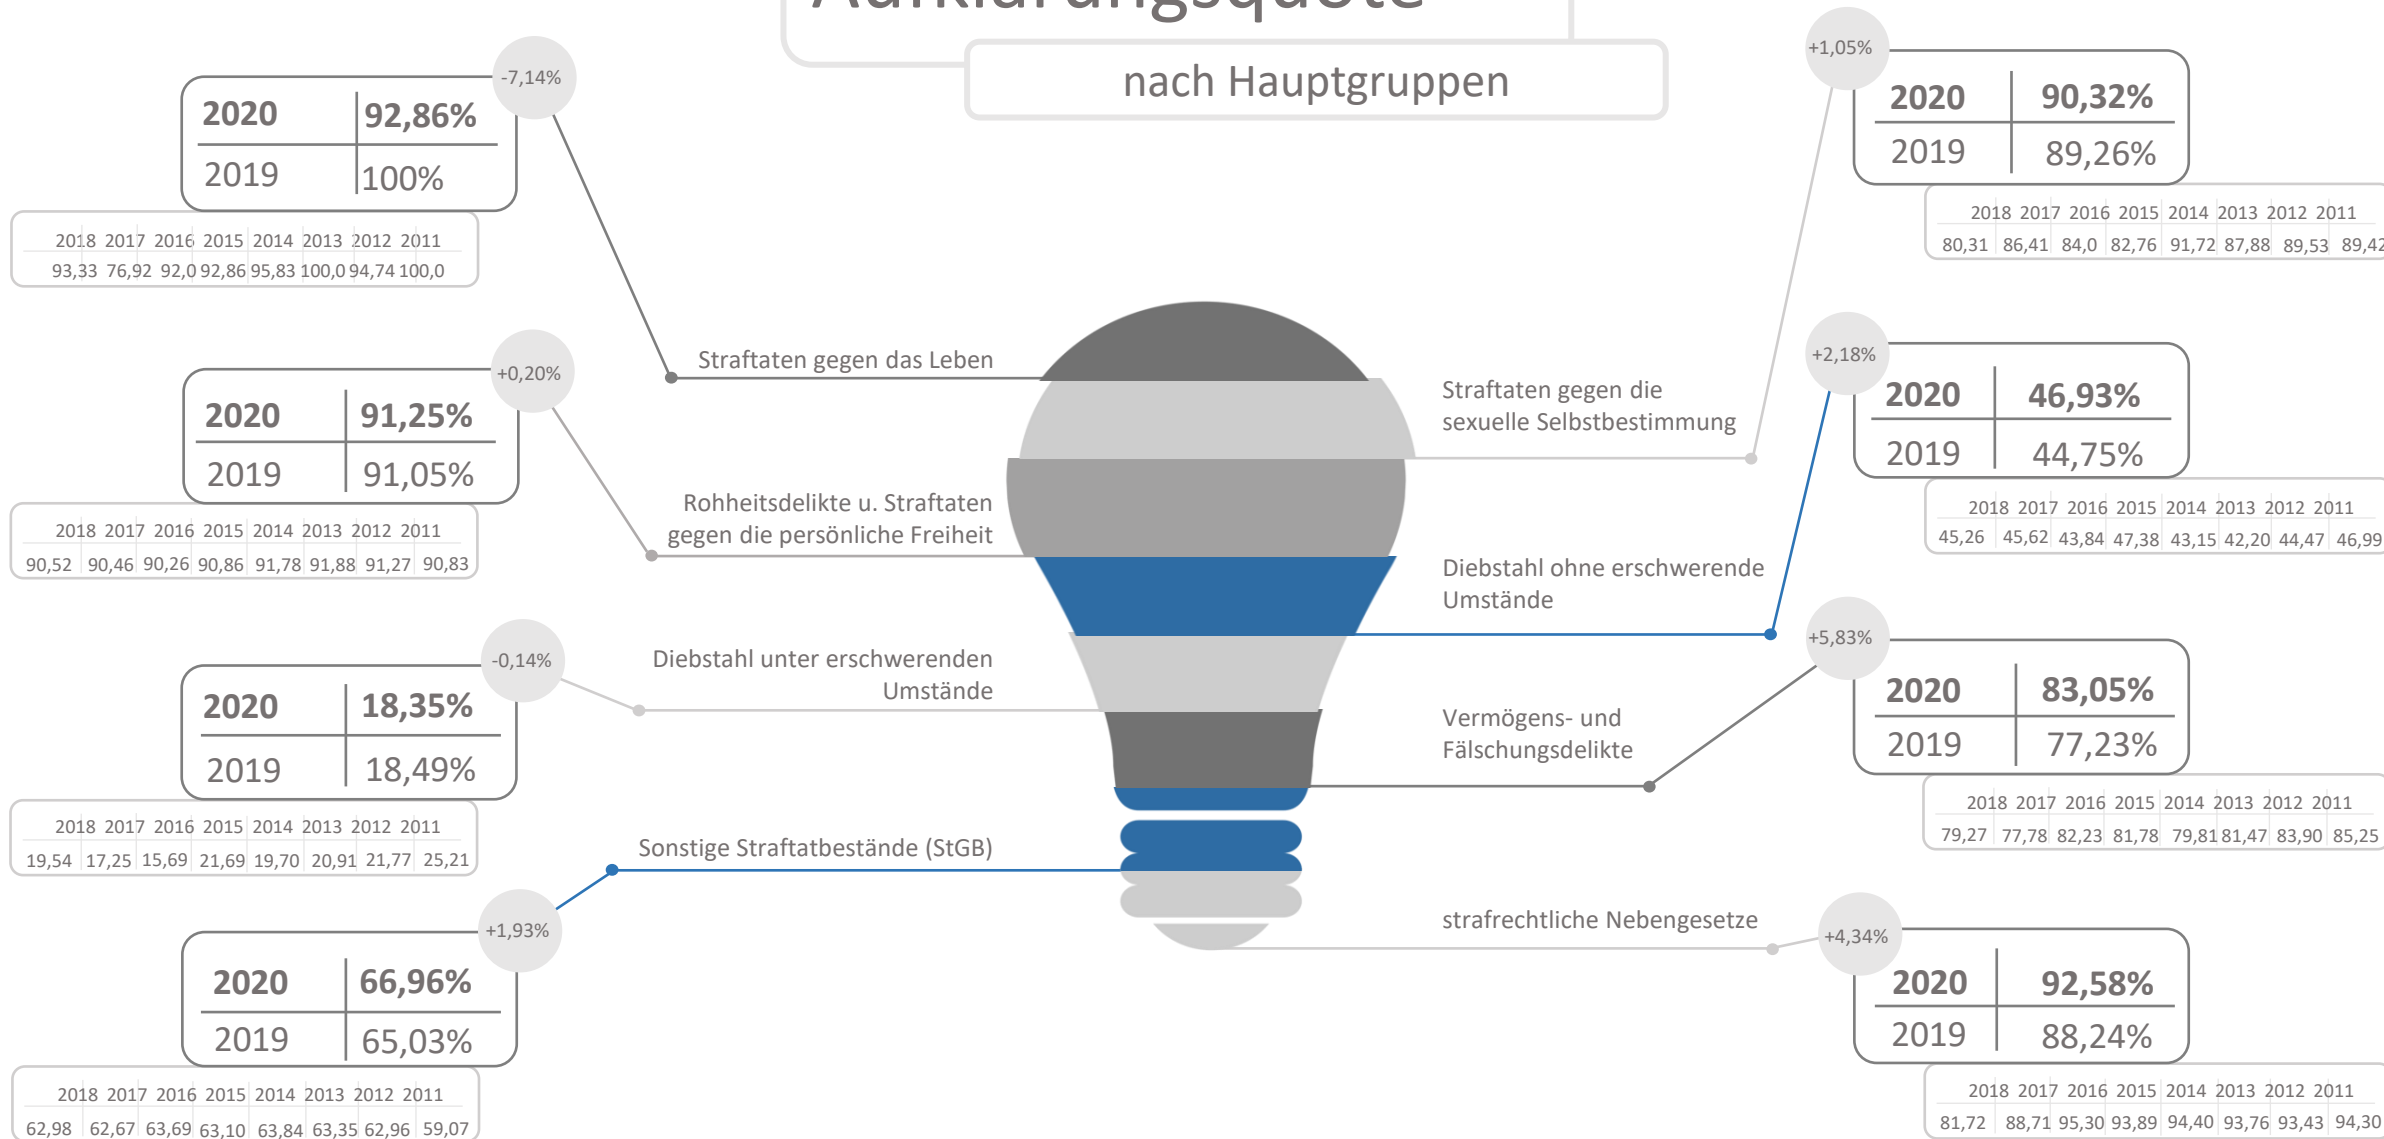 Aufklärungsquote
nach Hauptgruppen
-7,14%
2020 92,86%
2019 100%
2018 2017 2016 2015 2014 2013 2012 2011
93,33 76,92 92,0 92,86 95,83 100,0 94,74 100,0
Straftaten gegen das Leben
+0,20%
2020 91,25%
2019 91,05%
2018 2017 2016 2015 2014 2013 2012 2011
90,52 90,46 90,26 90,86 91,78 91,88 91,27 90,83
Rohheitsdelikte u. Straftaten
gegen die persönliche Freiheit
-0,14%
2020 18,35%
2019 18,49%
2018 2017 2016 2015 2014 2013 2012 2011
19,54 17,25 15,69 21,69 19,70 20,91 21,77 25,21
Diebstahl unter erschwerenden
Umstände
+1,93%
2020 66,96%
2019 65,03%
2018 2017 2016 2015 2014 2013 2012 2011
62,98 62,67 63,69 63,10 63,84 63,35 62,96 59,07
Sonstige Straftatbestände (StGB)
+1,05%
2020 90,32%
2019 89,26%
2018 2017 2016 2015 2014 2013 2012 2011
80,31 86,41 84,0 82,76 91,72 87,88 89,53 89,42
Straftaten gegen die
sexuelle Selbstbestimmung
+2,18%
2020 46,93%
2019 44,75%
2018 2017 2016 2015 2014 2013 2012 2011
45,26 45,62 43,84 47,38 43,15 42,20 44,47 46,99
Diebstahl ohne erschwerende
Umstände
+5,83%
2020 83,05%
2019 77,23%
2018 2017 2016 2015 2014 2013 2012 2011
79,27 77,78 82,23 81,78 79,81 81,47 83,90 85,25
Vermögens- und
Fälschungsdelikte
+4,34%
2020 92,58%
2019 88,24%
2018 2017 2016 2015 2014 2013 2012 2011
81,72 88,71 95,30 93,89 94,40 93,76 93,43 94,30
strafrechtliche Nebengesetze